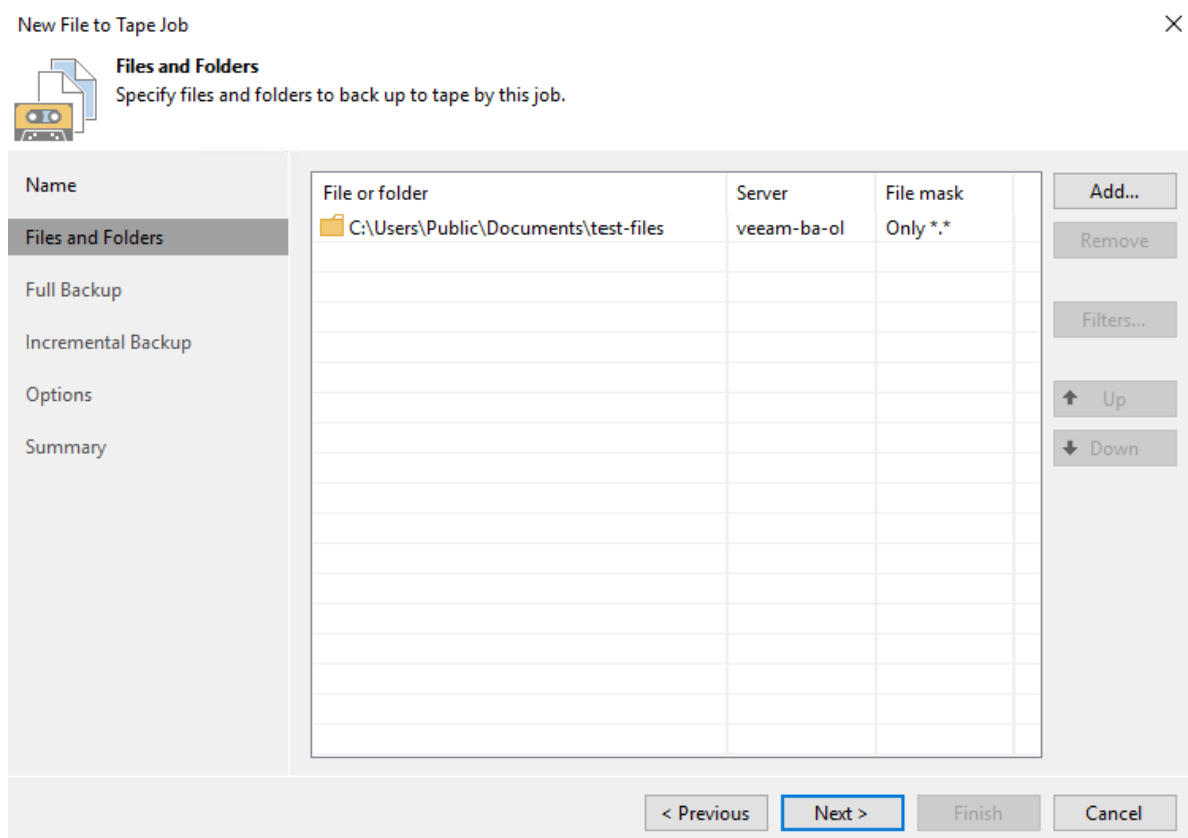 New File to Tape Job
Files and Folders
Specify files and folders to back up to tape by this job.
Name
Files and Folders
Full Backup
Incremental Backup
Options
Summary
File or folder Server File mask
C:\Users\Public\Documents\test-files veeam-ba-ol Only *.*
Add...
Remove
Filters...
Up
Down
< Previous Next > Finish Cancel